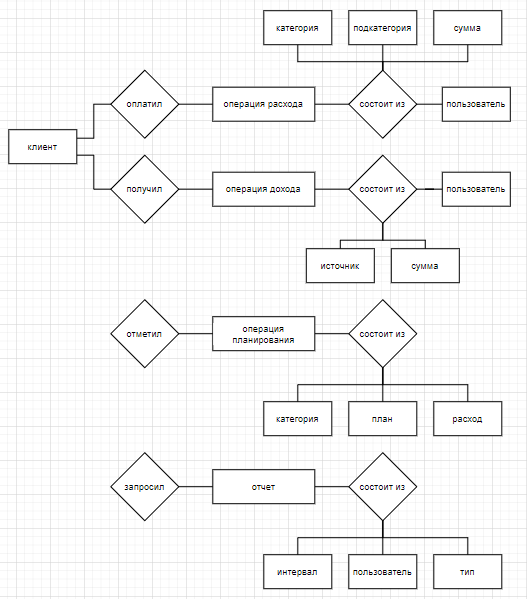 категория
подкатегория
сумма
оплатил
операция расхода
состоит из
пользователь
клиент
получил
операция дохода
состоит из
пользователь
источник
сумма
отметил
операция
планирования
состоит из
категория
план
расход
запросил
отчет
состоит из
интервал
пользователь
тип